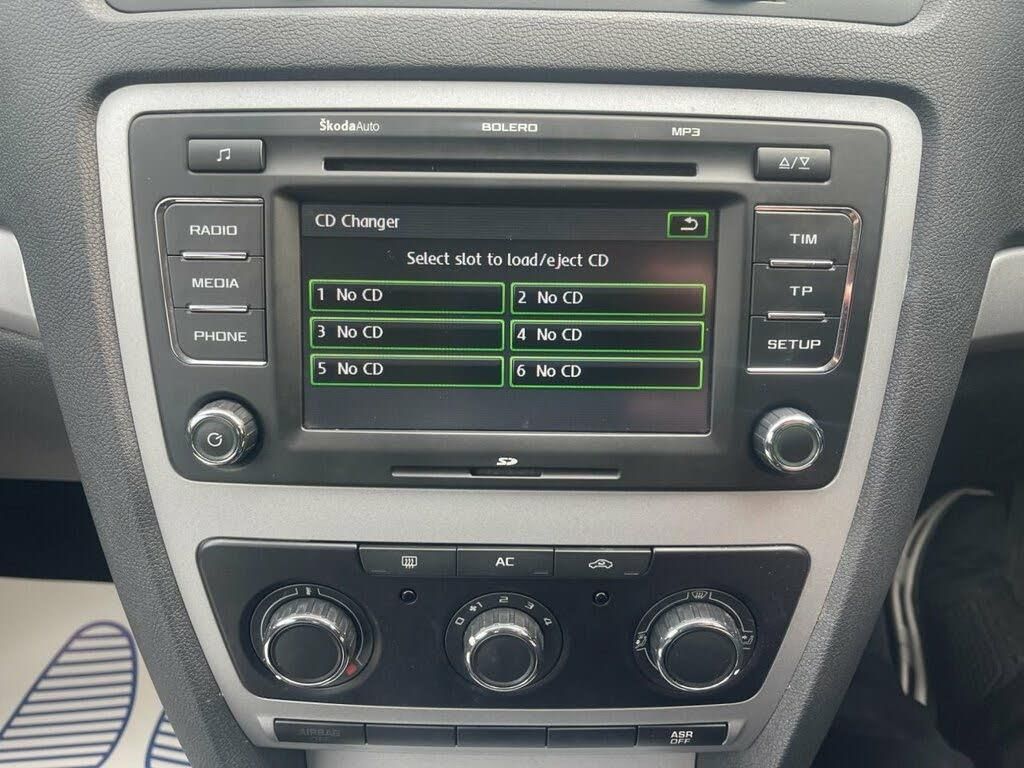 ŠkodaAuto BOLERO MP3
CD Changer
Select slot to load/eject CD
RADIO
MEDIA
PHONE
1 No CD
2 No CD
3 No CD
4 No CD
5 No CD
6 No CD
TIM
TP
SETUP
SD
AC
0 1 2 3 4
AIRBAG
OFF
ASR
OFF